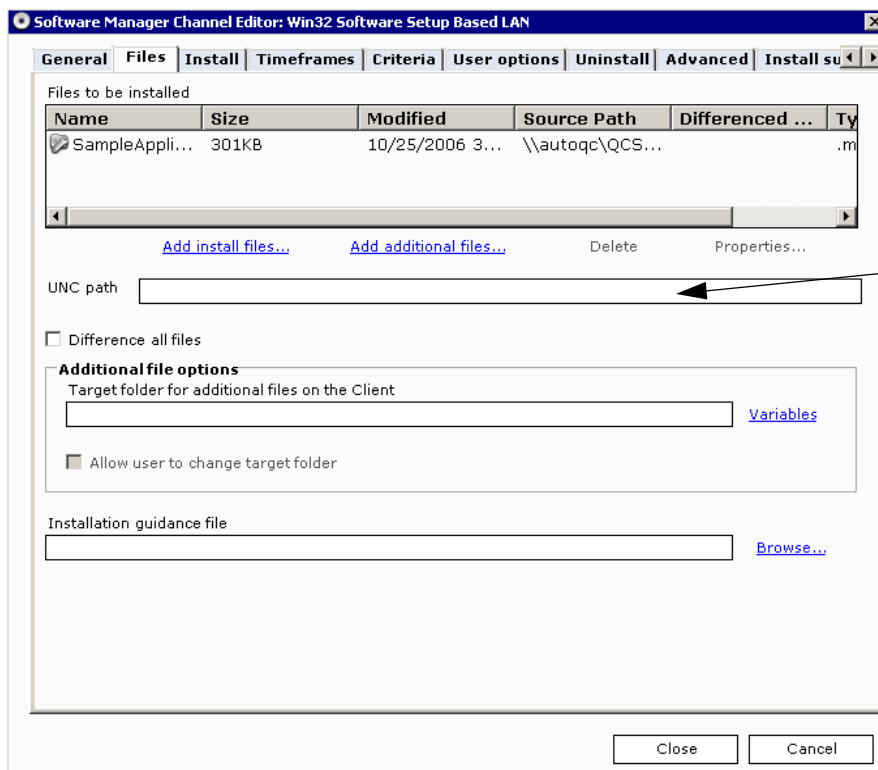 Software Manager Channel Editor: Win32 Software Setup Based LAN
General Files Install Timeframes Criteria User options Uninstall Advanced Install su
Files to be installed
Name Size Modified Source Path Differenced ... Ty
SampleAppli... 301KB 10/25/2006 3... \\autoqc\QCS... .m
Add install files... Add additional files... Delete Properties...
UNC path
Difference all files
Additional file options
Target folder for additional files on the Client
Variables
Allow user to change target folder
Installation guidance file
Browse...
Close Cancel